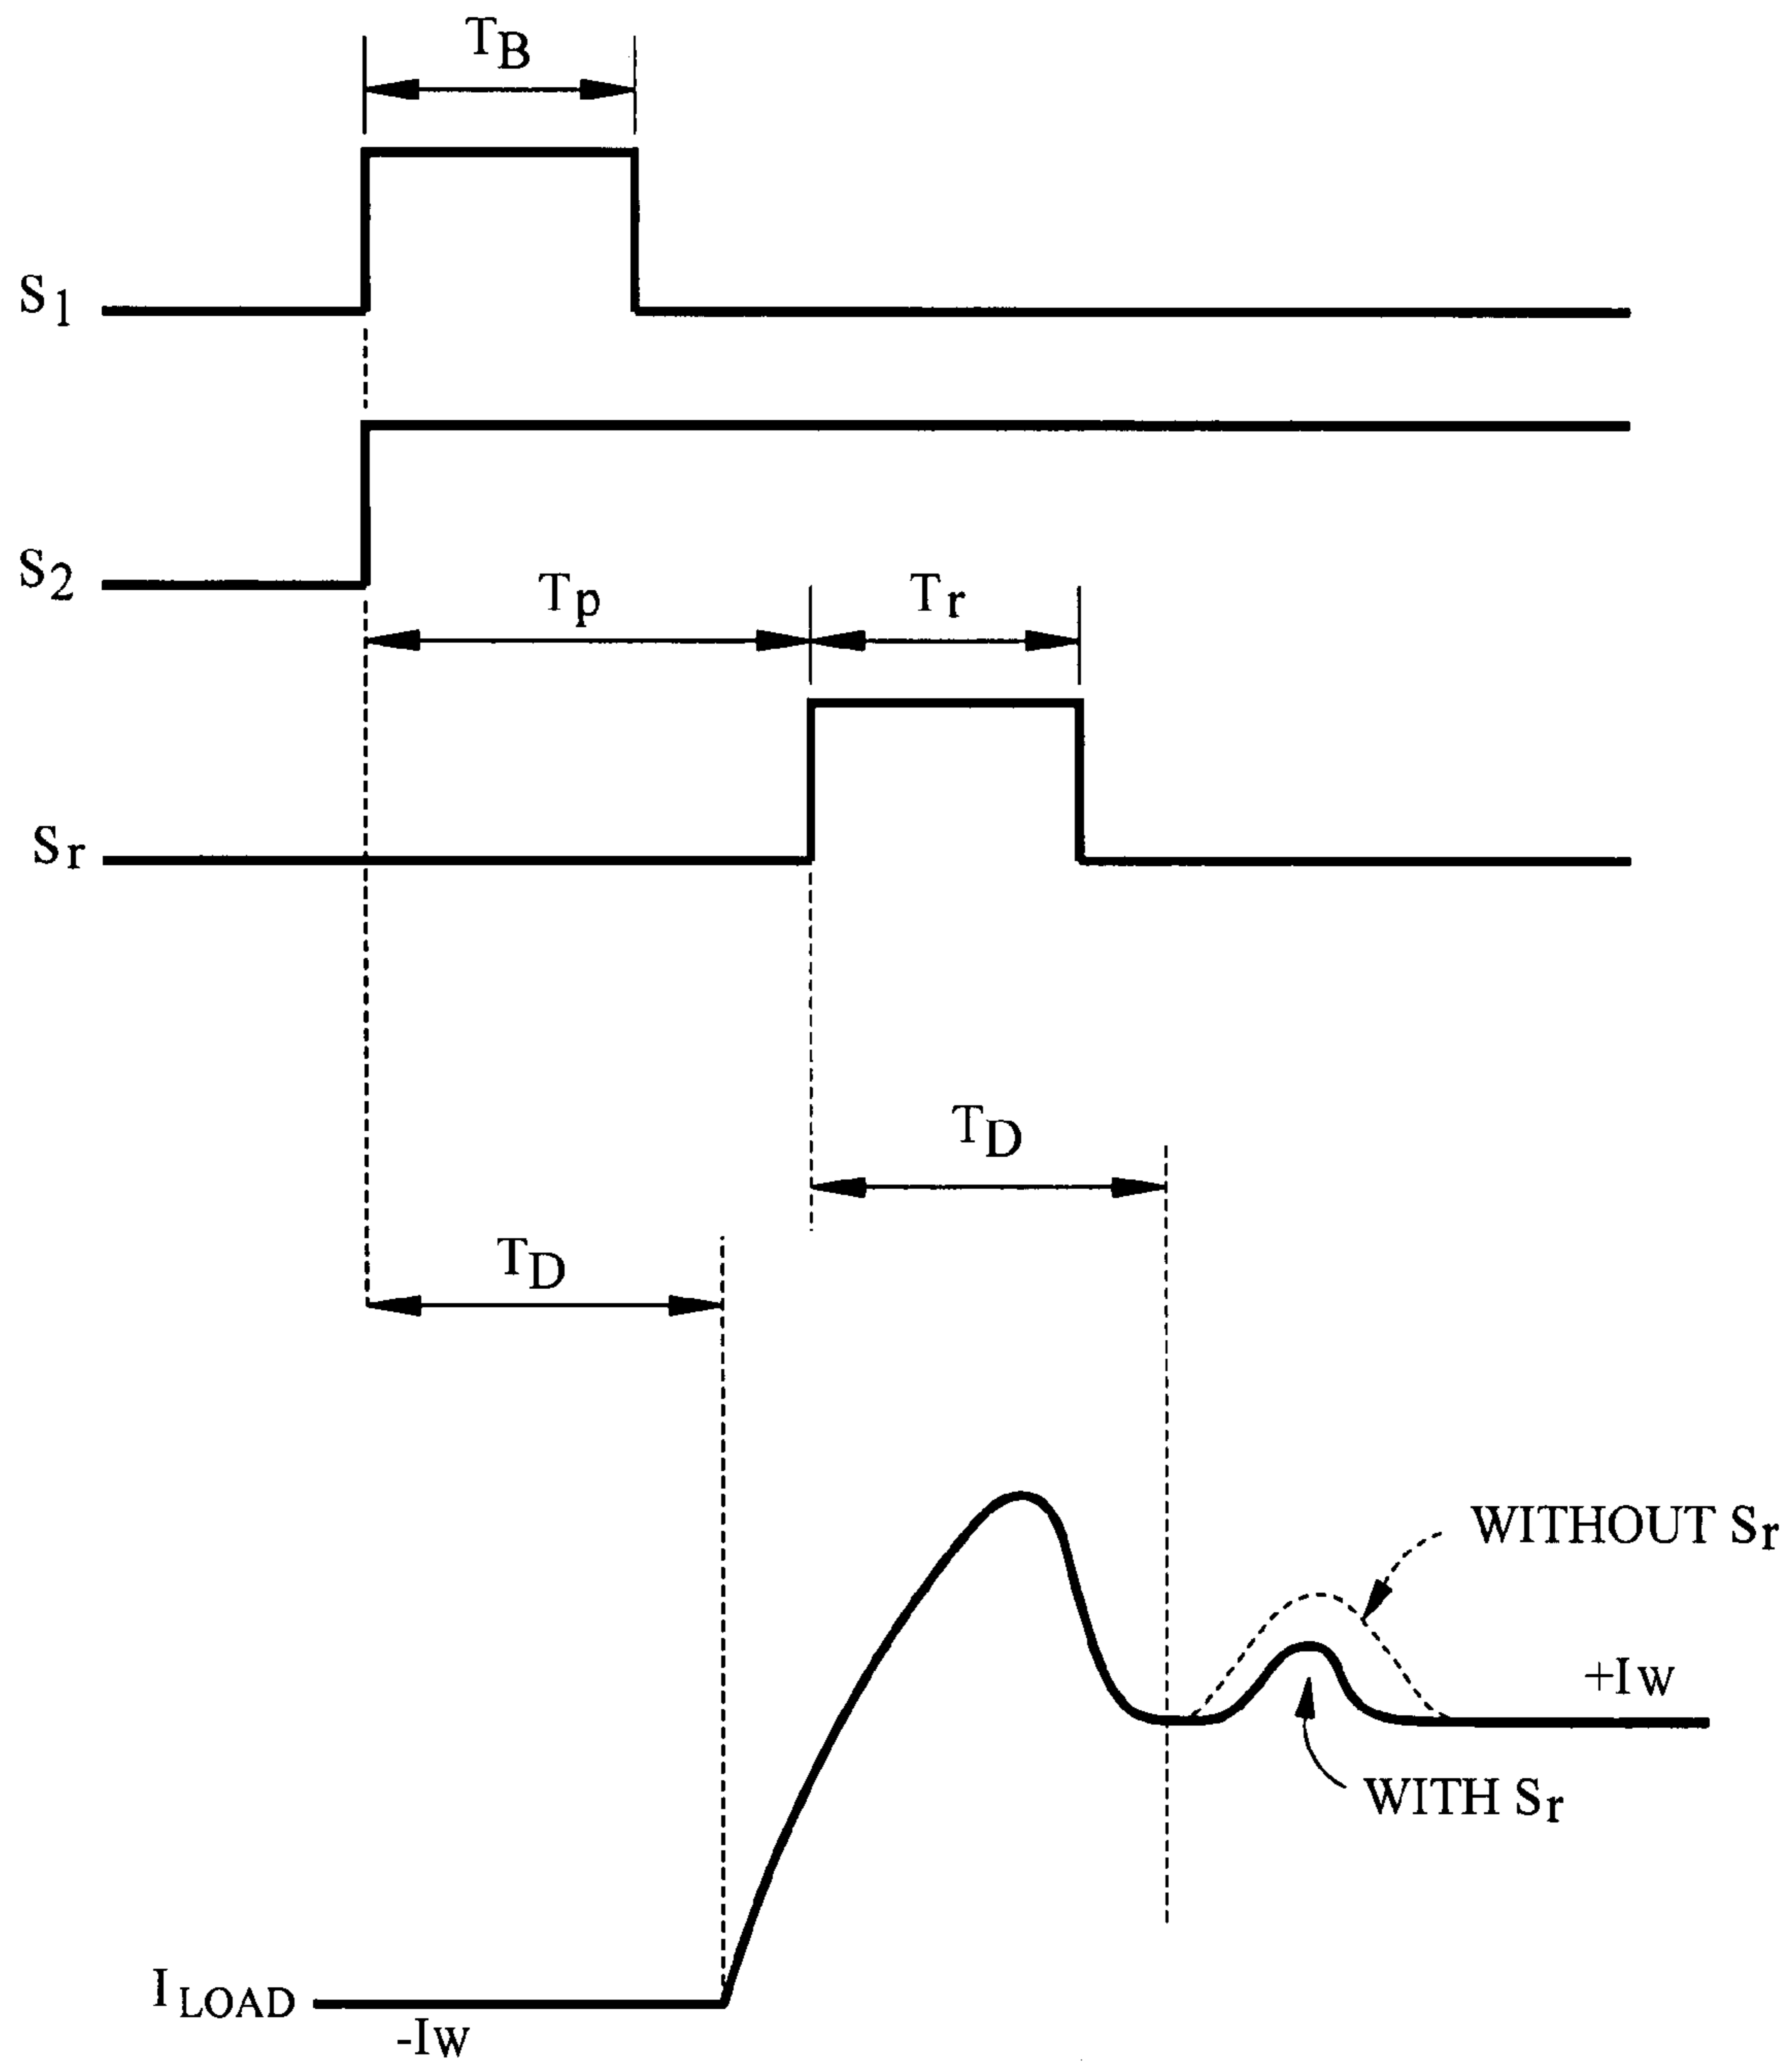 TB
S1
S2
Tp
Tr
Sr
TD
TD
WITHOUT Sr
+Iw
WITH Sr
ILOAD
-Iw